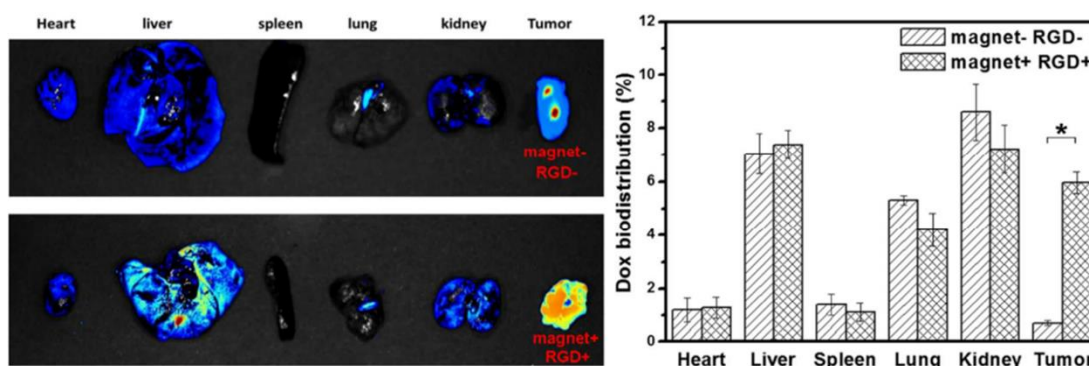 Heart liver spleen lung kidney Tumor
magnet-
RGD-
magnet+
RGD+
Dox biodistribution (%)
12
10
8
6
4
2
0
magnet- RGD-
magnet+ RGD+
*
Heart Liver Spleen Lung Kidney Tumor